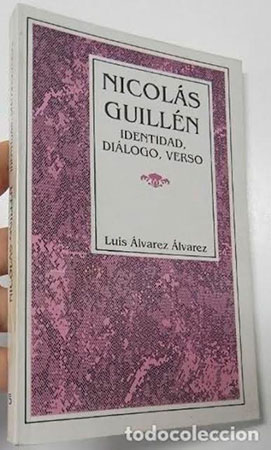 NICOLÁS
GUILLÉN
IDENTIDAD,
DIÁLOGO, VERSO
Luis Álvarez Álvarez
todocoleccion